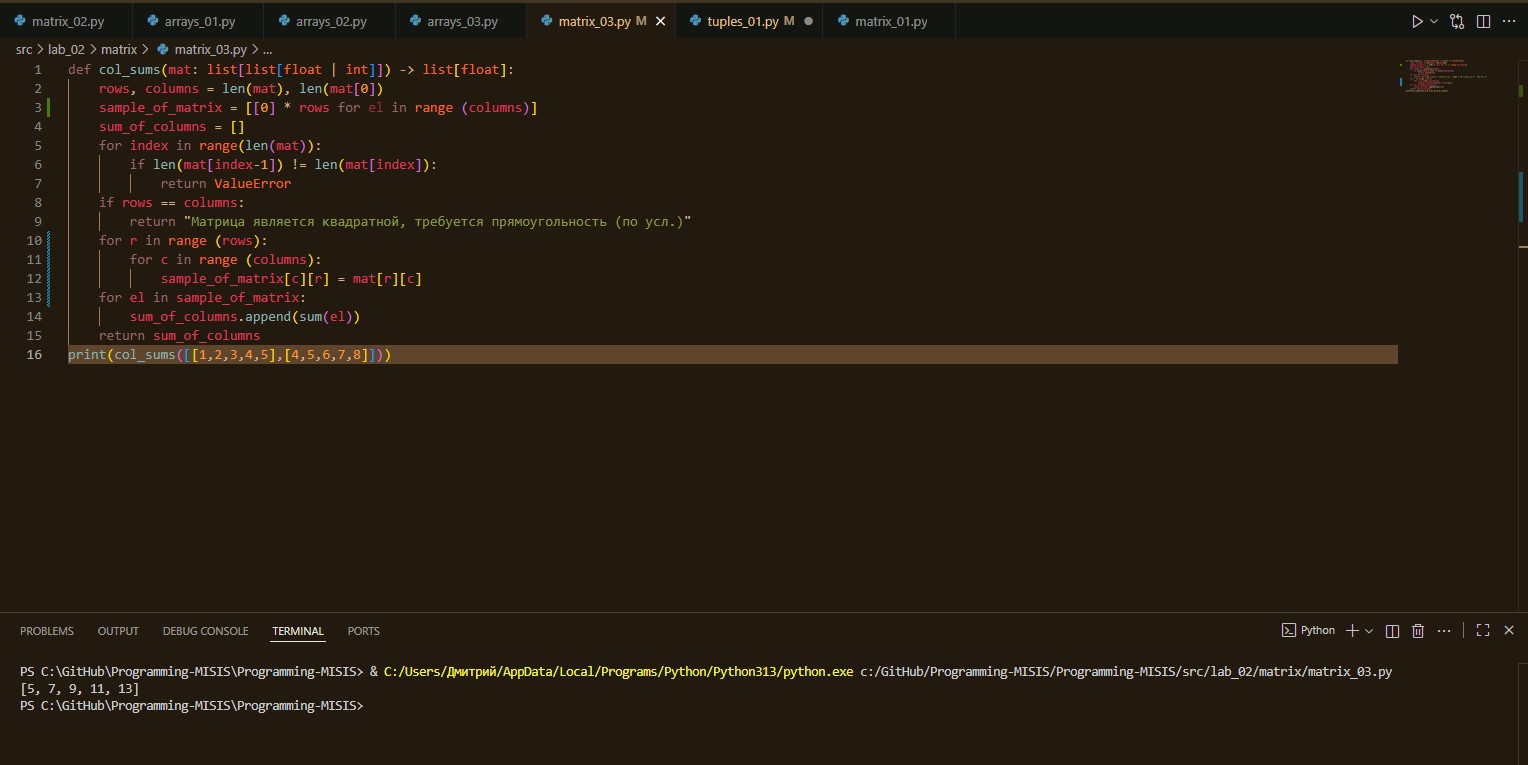 matrix_02.py arrays_01.py arrays_02.py arrays_03.py matrix_03.py M tuples_01.py M matrix_01.py
src > lab_02 > matrix > matrix_03.py > ...
1 def col_sums(mat: list[list[float | int]]) -> list[float]:
2 rows, columns = len(mat), len(mat[0])
3 sample_of_matrix = [[0] * rows for el in range (columns)]
4 sum_of_columns = []
5 for index in range(len(mat)):
6 if len(mat[index-1]) != len(mat[index]):
7 return ValueError
8 if rows == columns:
9 return "Матрица является квадратной, требуется прямоугольность (по усл.)"
10 for r in range (rows):
11 for c in range (columns):
12 sample_of_matrix[c][r] = mat[r][c]
13 for el in sample_of_matrix:
14 sum_of_columns.append(sum(el))
15 return sum_of_columns
16 print(col_sums([[1,2,3,4,5],[4,5,6,7,8]]))
PROBLEMS OUTPUT DEBUG CONSOLE TERMINAL PORTS Python
PS C:\GitHub\Programming-MISIS\Programming-MISIS> & C:/Users/Дмитрий/AppData/Local/Programs/Python/Python313/python.exe c:/GitHub/Programming-MISIS/Programming-MISIS/src/lab_02/matrix/matrix_03.py
[5, 7, 9, 11, 13]
PS C:\GitHub\Programming-MISIS\Programming-MISIS>